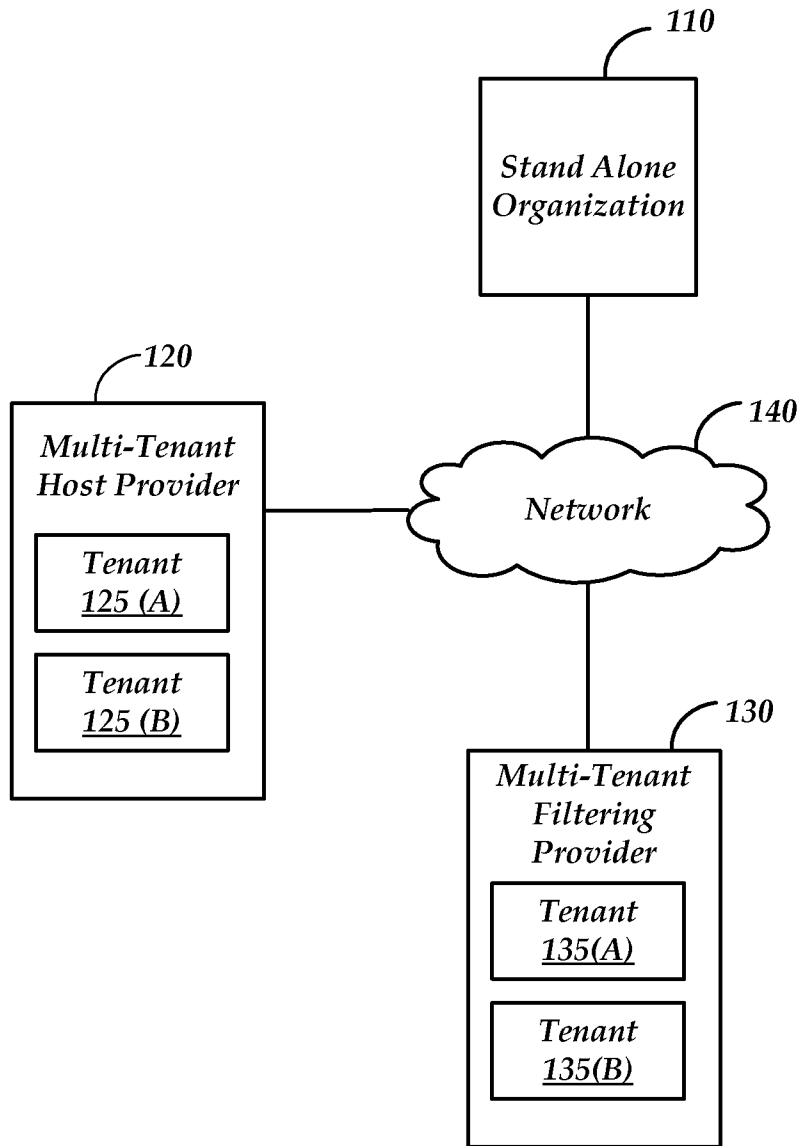 110
Stand Alone
Organization
120
Multi-Tenant
Host Provider
Tenant
125 (A)
Tenant
125 (B)
140
Network
130
Multi-Tenant
Filtering
Provider
Tenant
135(A)
Tenant
135(B)